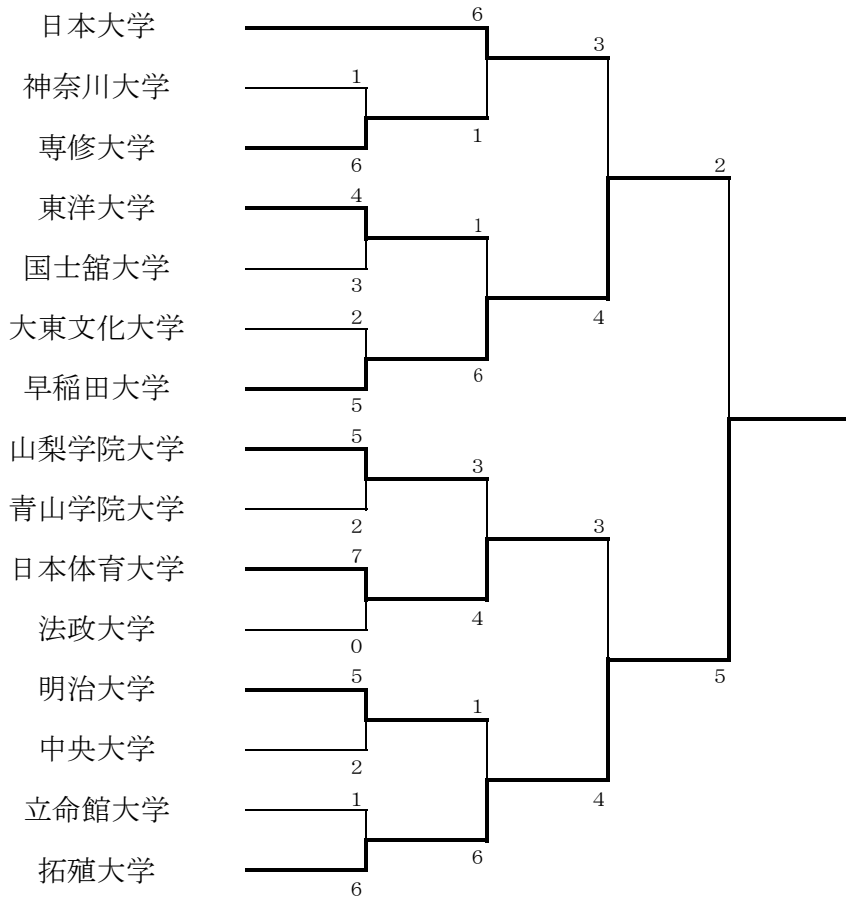 日本大学
6
3
神奈川大学
1
専修大学
6
1
2
東洋大学
4
1
国士舘大学
3
4
大東文化大学
2
早稲田大学
5
6
山梨学院大学
5
3
青山学院大学
2
3
日本体育大学
7
4
法政大学
0
5
明治大学
5
1
中央大学
2
4
立命館大学
1
拓殖大学
6
6